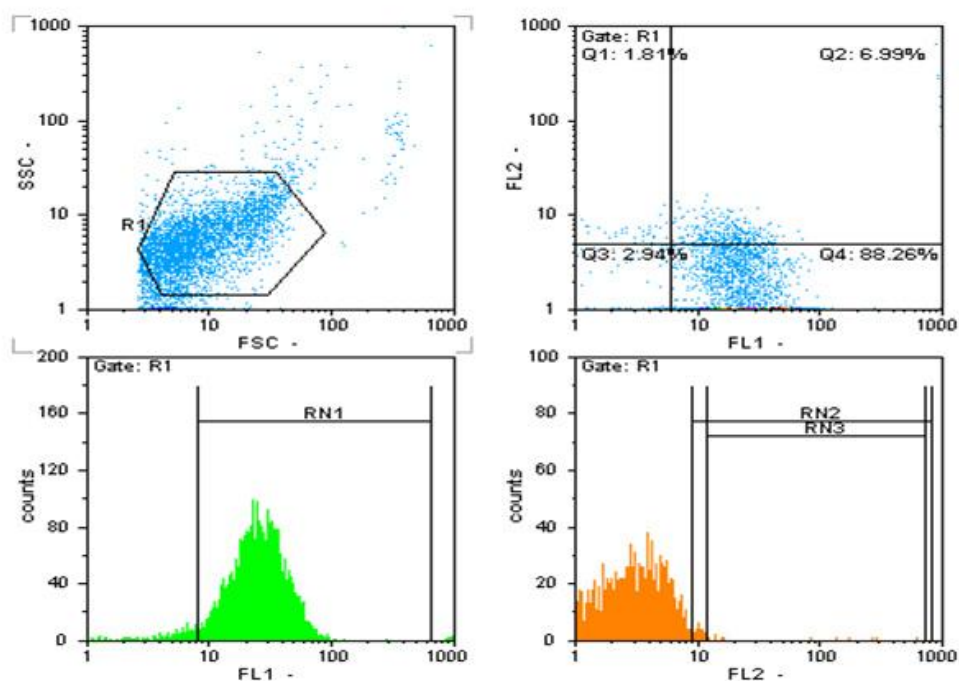 1000
100
10
1
SSC -
R1
1 10 100 1000
FSC -
1000
100
10
1
FL2 -
Gate: R1
Q1: 1.81% Q2: 6.99%
Q3: 2.94% Q4: 88.26%
1 10 100 1000
FL1 -
200
160
120
80
40
0
counts
Gate: R1
RN1
1 10 100 1000
FL1 -
100
80
60
40
20
0
counts
Gate: R1
RN2
RN3
1 10 100 1000
FL2 -